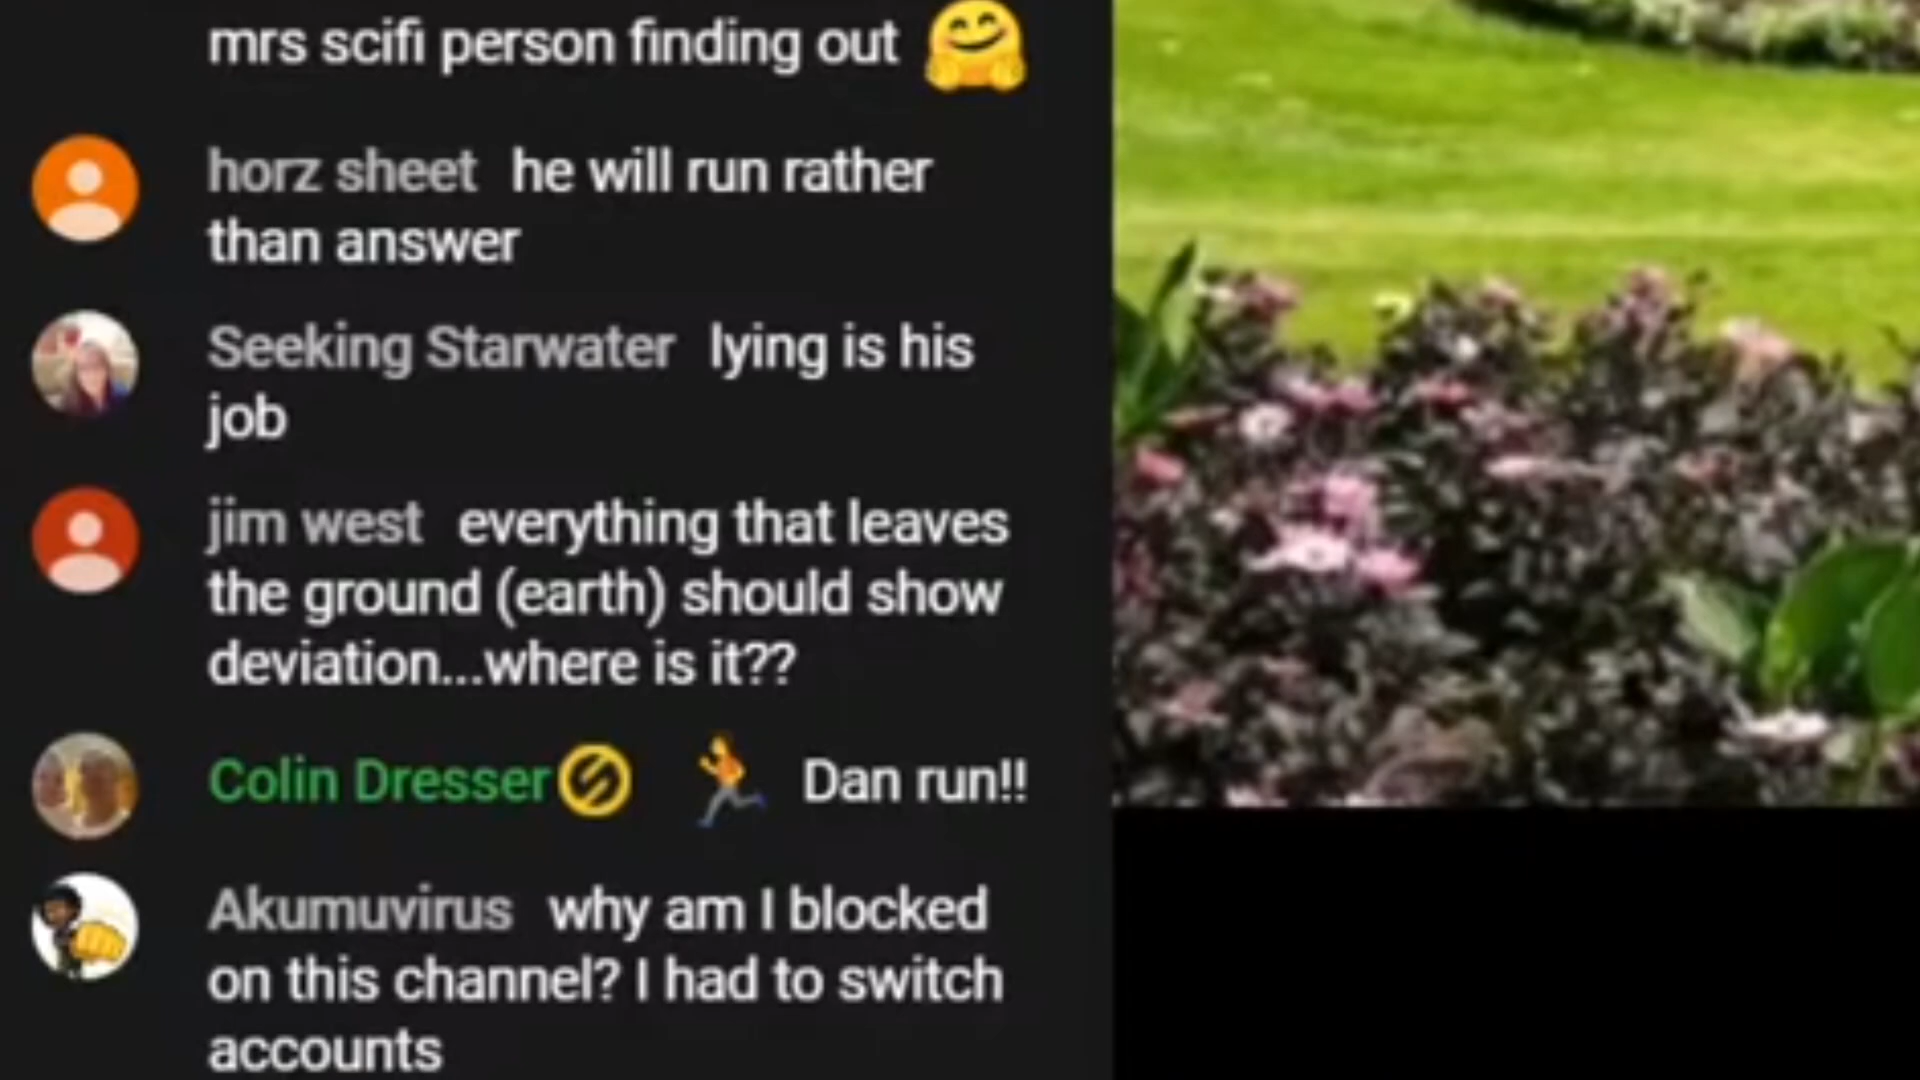 mrs scifi person finding out 🤗
horz sheet he will run rather
than answer
Seeking Starwater lying is his
job
jim west everything that leaves
the ground (earth) should show
deviation...where is it??
Colin Dresser 🏃 Dan run!!
Akumuvirus why am I blocked
on this channel? I had to switch
accounts